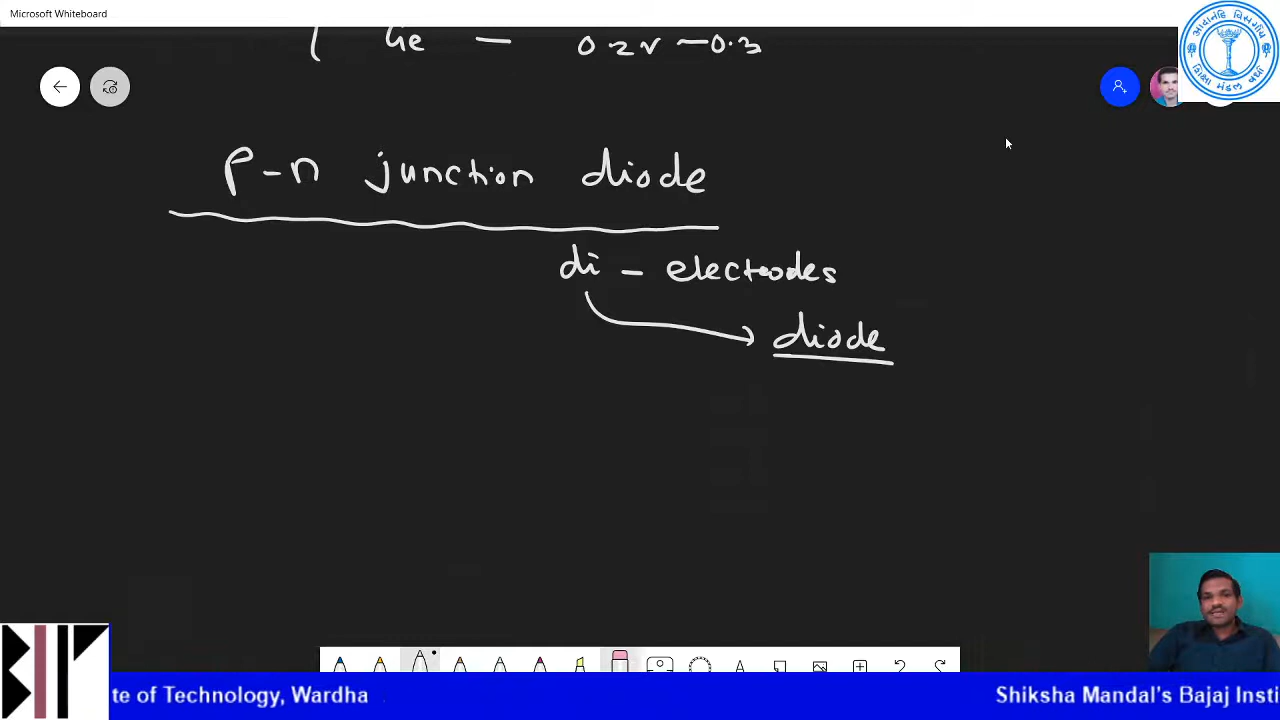 Microsoft Whiteboard
Ge — 0.2v — 0.3
P-n junction diode
di - electrodes
diode
te of Technology, Wardha
Shiksha Mandal's Bajaj Insti